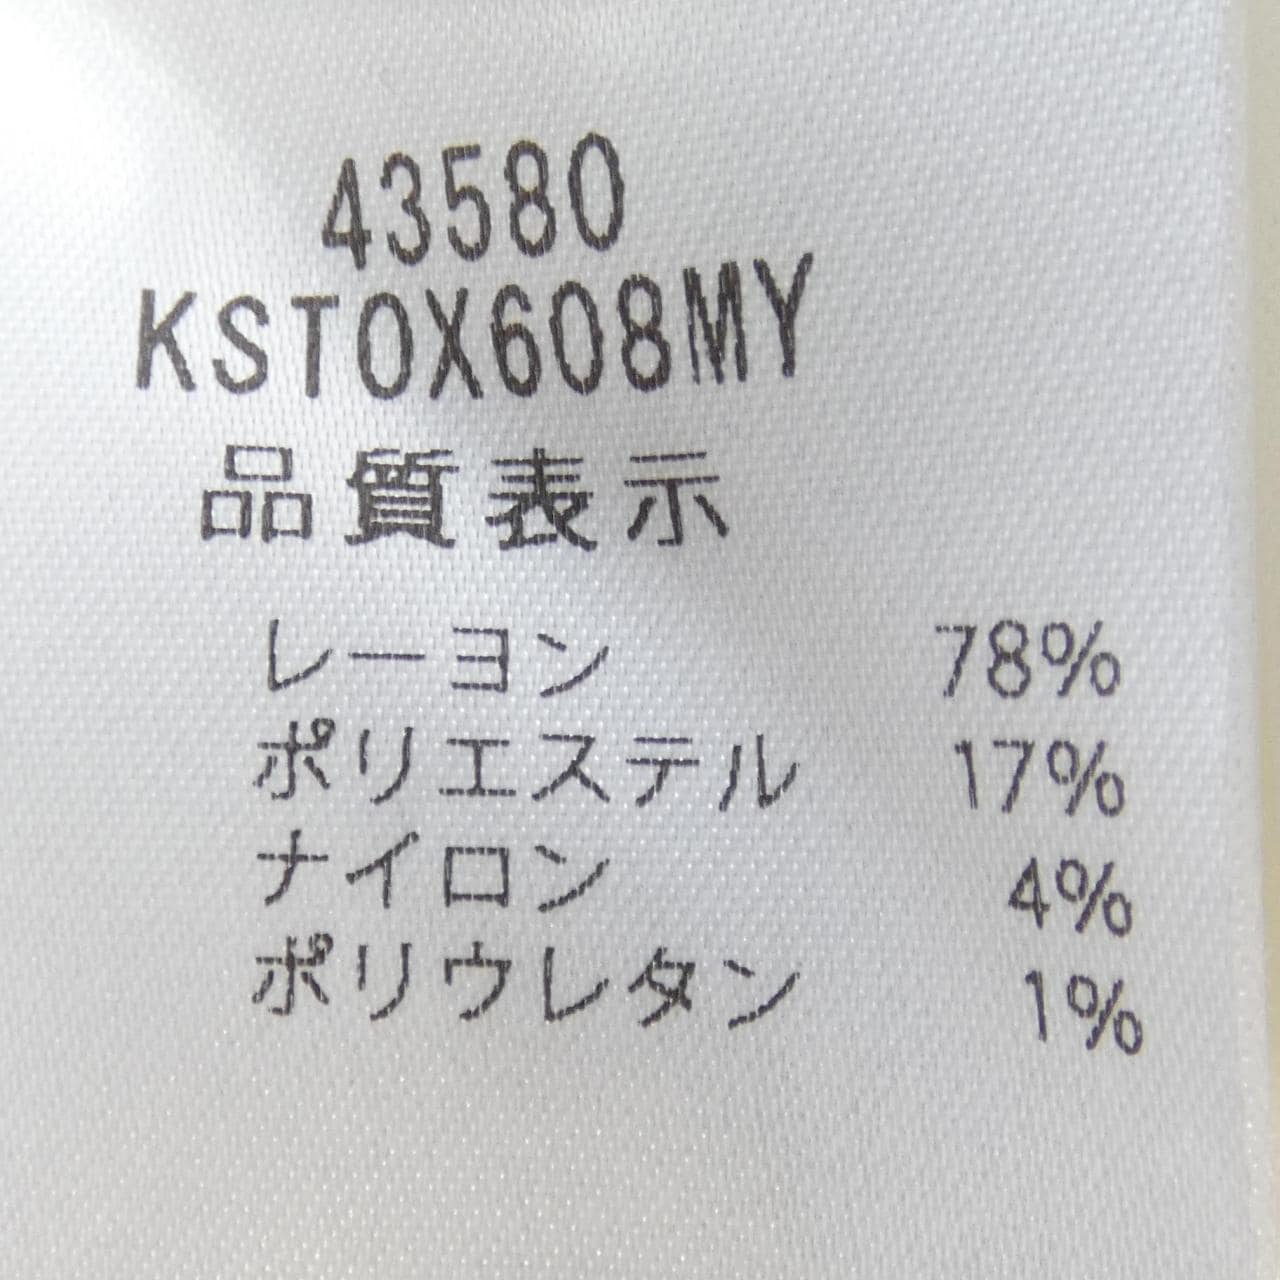 43580
KSTOX608MY
品質表示
レーヨン 78%
ポリエステル 17%
ナイロン 4%
ポリウレタン 1%